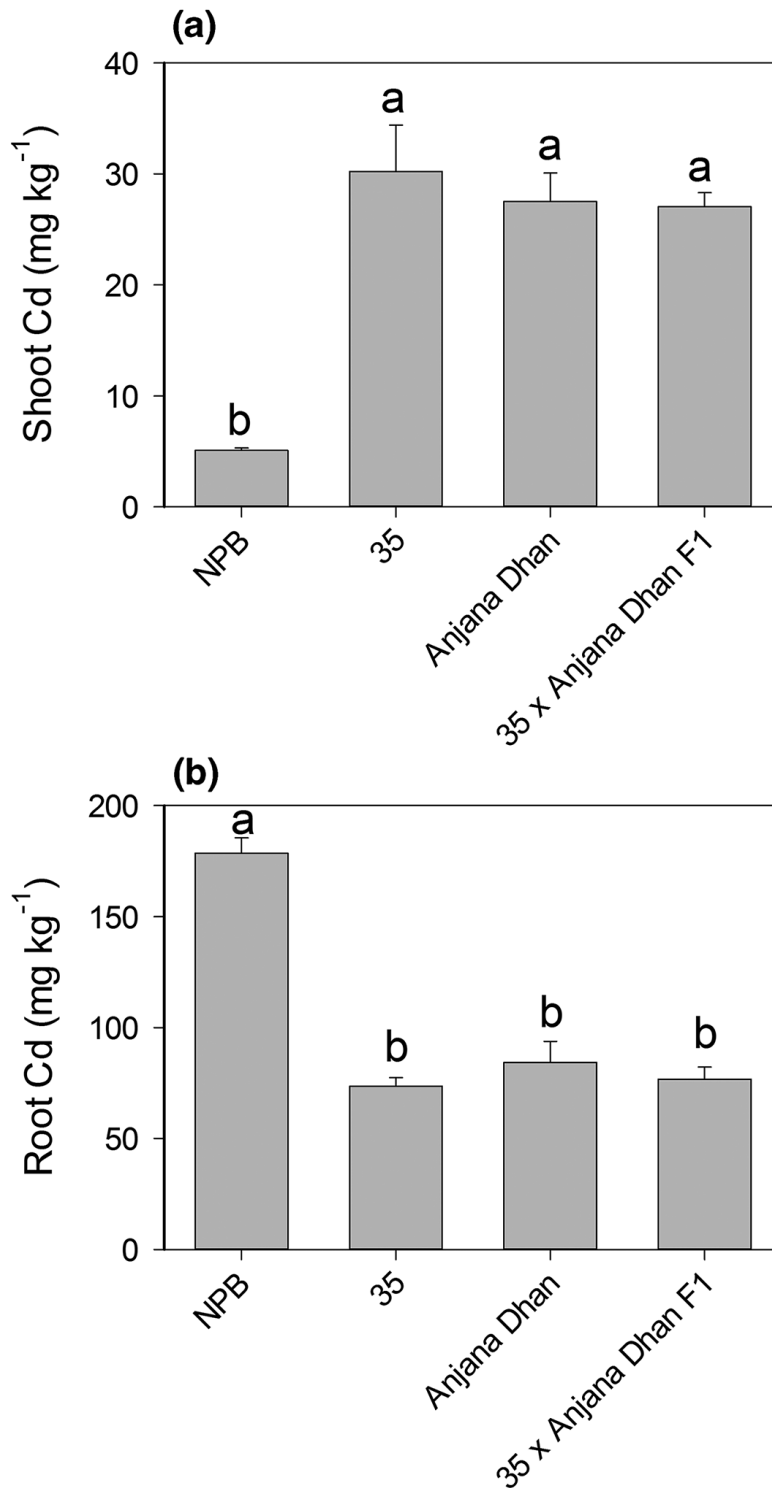 (a)
40
30
20
10
0
Shoot Cd (mg kg⁻¹)
b
a
a
a
NPB
35
Anjana Dhan
35 x Anjana Dhan F1
(b)
200
150
100
50
0
Root Cd (mg kg⁻¹)
a
b
b
b
NPB
35
Anjana Dhan
35 x Anjana Dhan F1